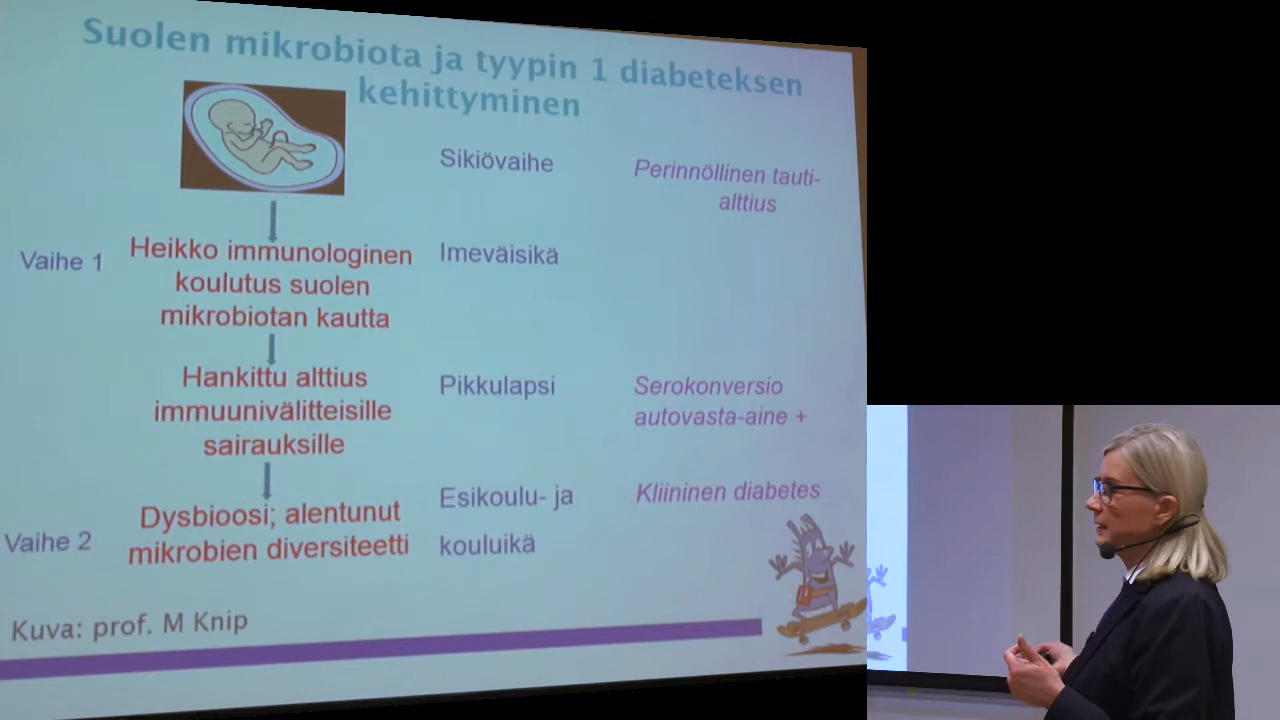 Suolen mikrobiota ja tyypin 1 diabeteksen
kehittyminen
Sikiövaihe
Perinnöllinen tauti-
alttius
Vaihe 1
Heikko immunologinen
koulutus suolen
mikrobiotan kautta
Imeväisikä
Hankittu alttius
immuunivälitteisille
sairauksille
Pikkulapsi
Serokonversio
autovasta-aine +
Vaihe 2
Dysbioosi; alentunut
mikrobien diversiteetti
Esikoulu- ja
kouluikä
Kliininen diabetes
Kuva: prof. M Knip